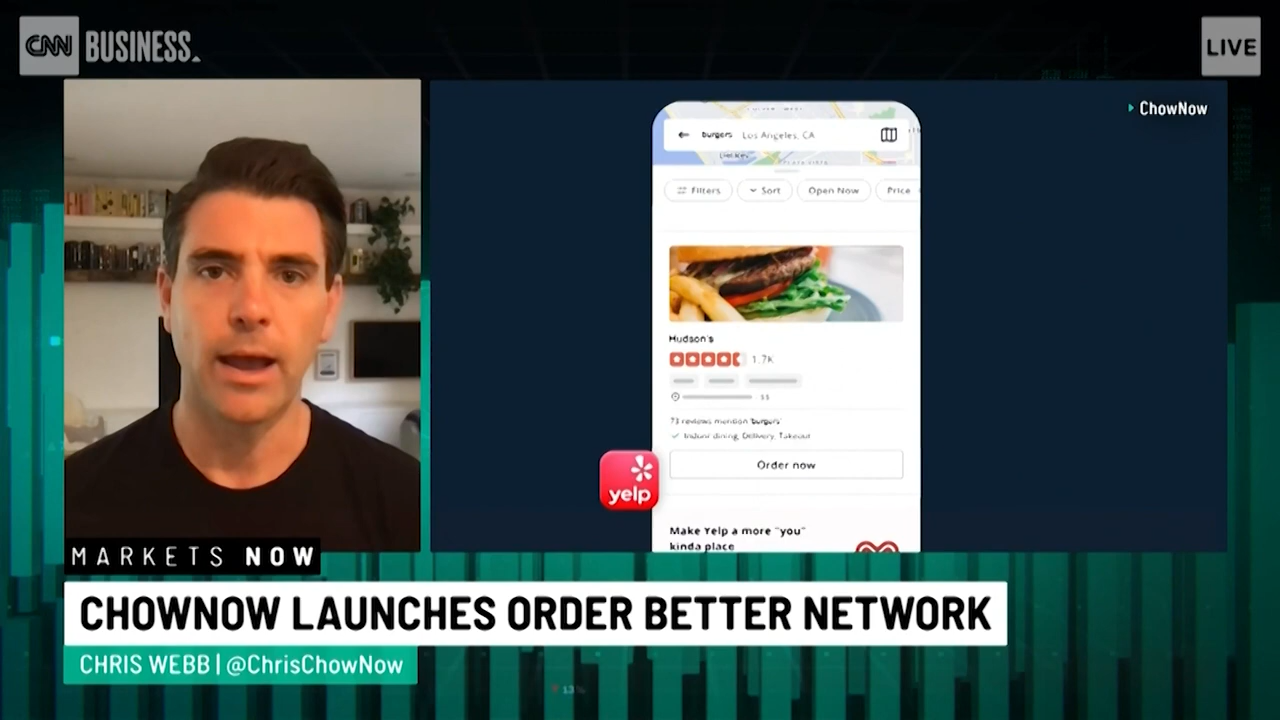 CNN BUSINESS.
LIVE
ChowNow
burgers Los Angeles, CA
Filters Sort Open Now Price
Hudson's
1.7K
$$
73 reviews mention "burgers"
Indoor dining, Delivery, Takeout
Order now
yelp
Make Yelp a more "you"
kinda place
MARKETS NOW
CHOWNOW LAUNCHES ORDER BETTER NETWORK
CHRIS WEBB | @ChrisChowNow
13%